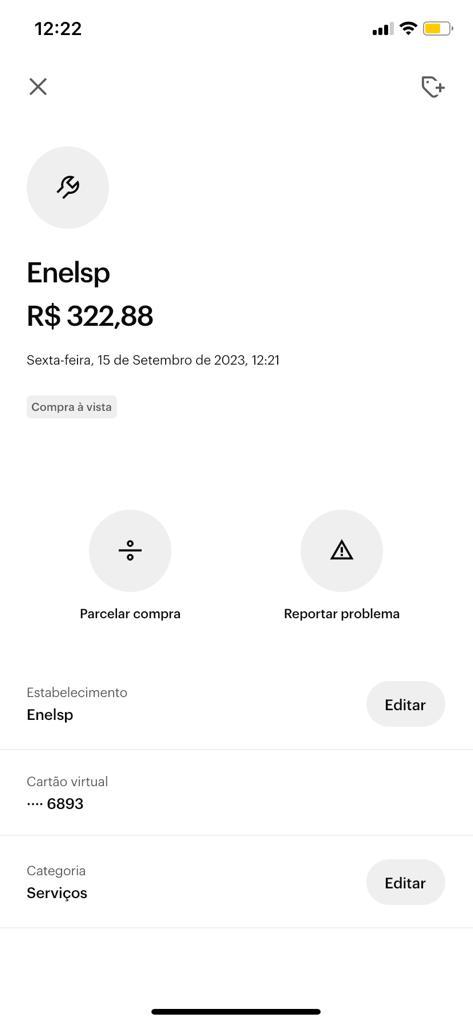 12:22
Enelsp
R$ 322,88
Sexta-feira, 15 de Setembro de 2023, 12:21
Compra à vista
Parcelar compra
Reportar problema
Estabelecimento
Enelsp
Editar
Cartão virtual
···· 6893
Categoria
Serviços
Editar